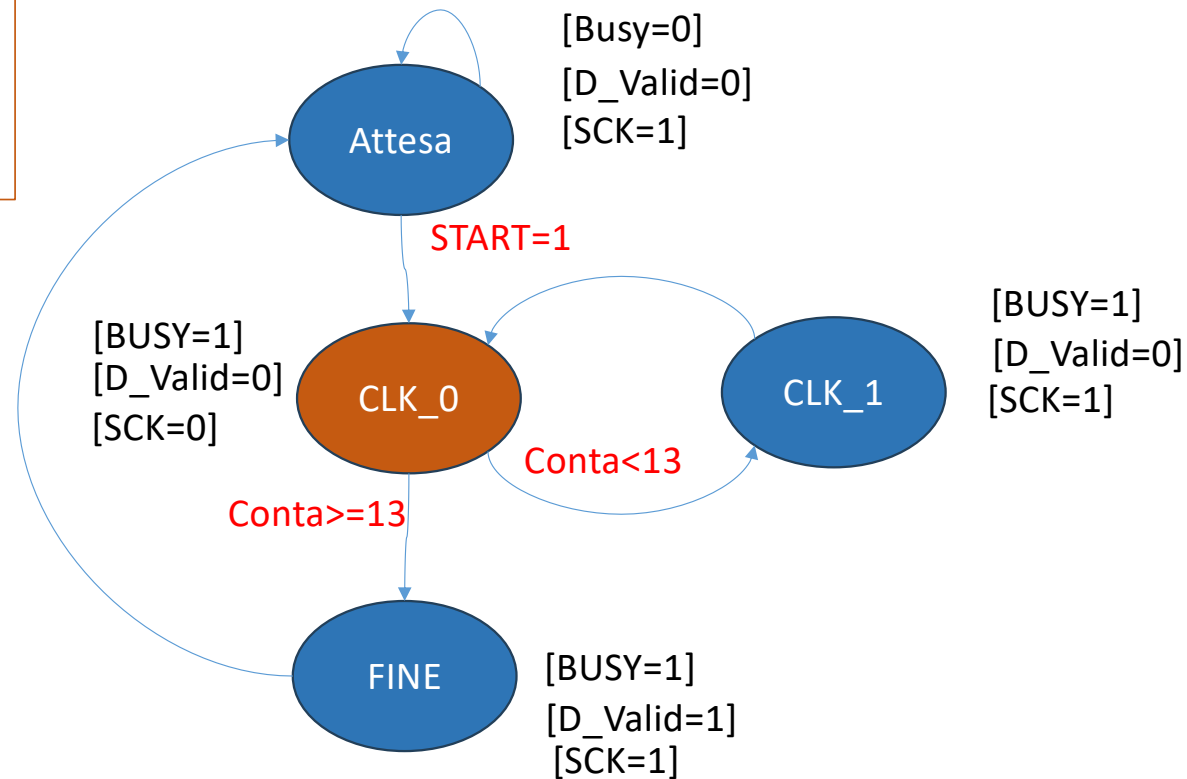 [Busy=0]
[D_Valid=0]
[SCK=1]
Attesa
START=1
[BUSY=1]
[D_Valid=0]
[SCK=0]
CLK_0
CLK_1
[BUSY=1]
[D_Valid=0]
[SCK=1]
Conta<13
Conta>=13
FINE
[BUSY=1]
[D_Valid=1]
[SCK=1]